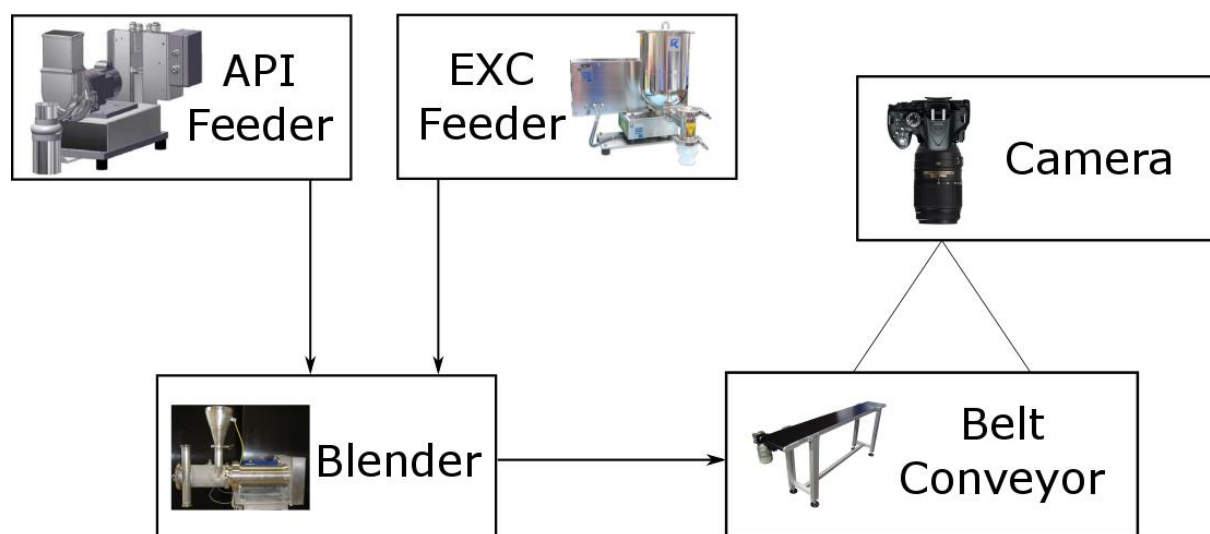 API
Feeder
EXC
Feeder
Camera
Blender
Belt
Conveyor